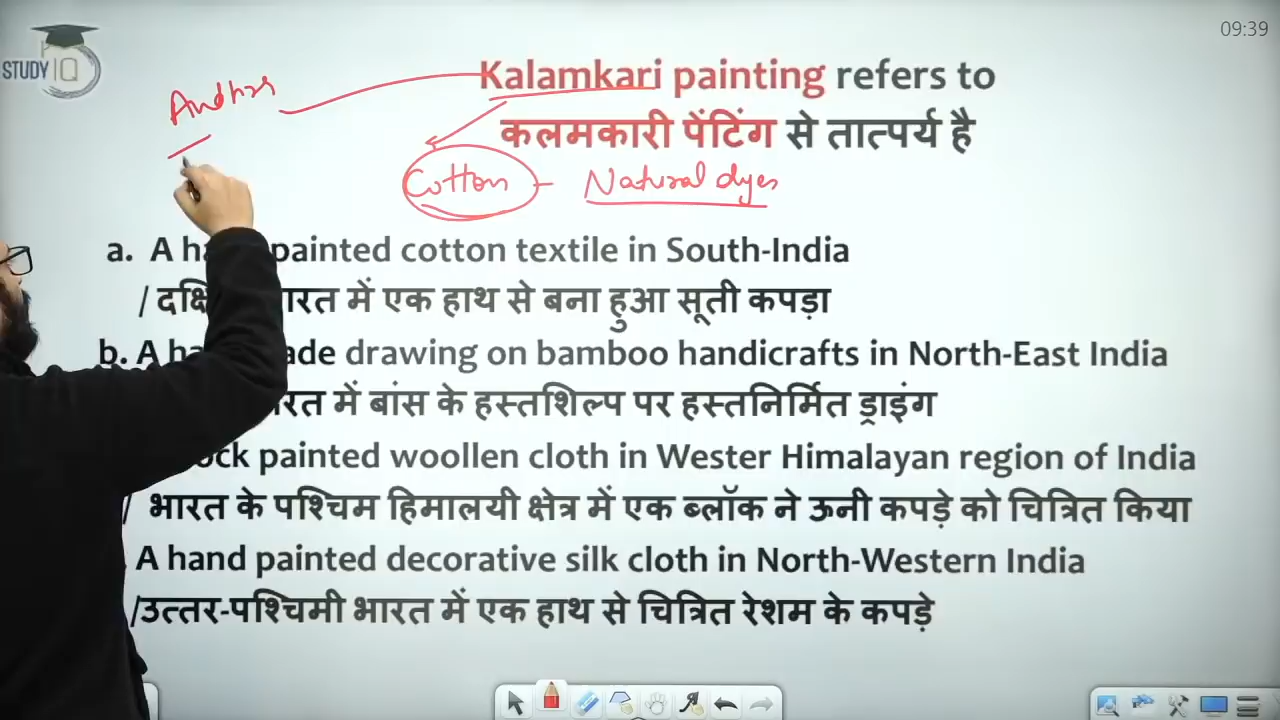 09:39
STUDY IQ
Kalamkari painting refers to
Andhra
कलमकारी पेंटिंग से तात्पर्य है
Cotton - Natural dyes
a. A ha painted cotton textile in South-India
/ दक्षि ारत में एक हाथ से बना हुआ सूती कपड़ा
b. A ha ade drawing on bamboo handicrafts in North-East India
ारत में बांस के हस्तशिल्प पर हस्तनिर्मित ड्राइंग
ock painted woollen cloth in Wester Himalayan region of India
/ भारत के पश्चिम हिमालयी क्षेत्र में एक ब्लॉक ने ऊनी कपड़े को चित्रित किया
A hand painted decorative silk cloth in North-Western India
/उत्तर-पश्चिमी भारत में एक हाथ से चित्रित रेशम के कपड़े